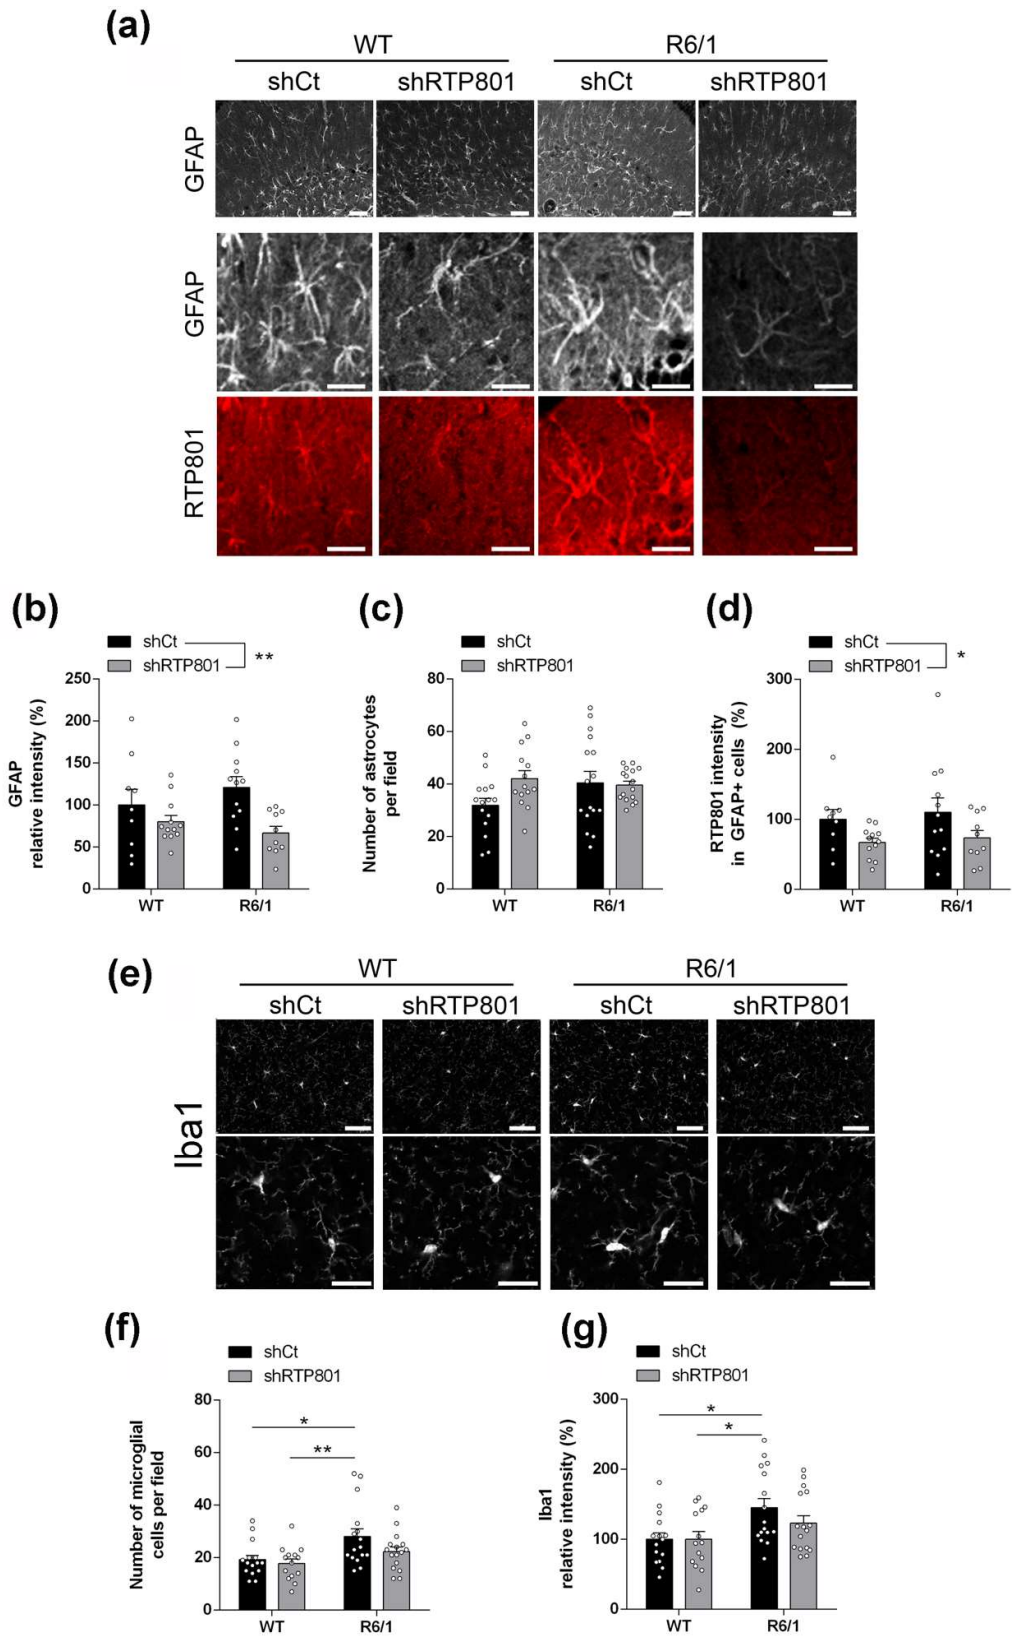 (a)
WT R6/1
shCt shRTP801 shCt shRTP801
GFAP
GFAP
RTP801
(b)
shCt
shRTP801
**
GFAP
relative intensity (%)
250
200
150
100
50
0
WT R6/1
(c)
shCt
shRTP801
Number of astrocytes
per field
80
60
40
20
0
WT R6/1
(d)
shCt
shRTP801
*
RTP801 intensity
in GFAP+ cells (%)
300
200
100
0
WT R6/1
(e)
WT R6/1
shCt shRTP801 shCt shRTP801
Iba1
(f)
shCt
shRTP801
Number of microglial
cells per field
80
60
40
20
0
*
**
WT R6/1
(g)
shCt
shRTP801
Iba1
relative intensity (%)
300
200
100
0
*
*
WT R6/1